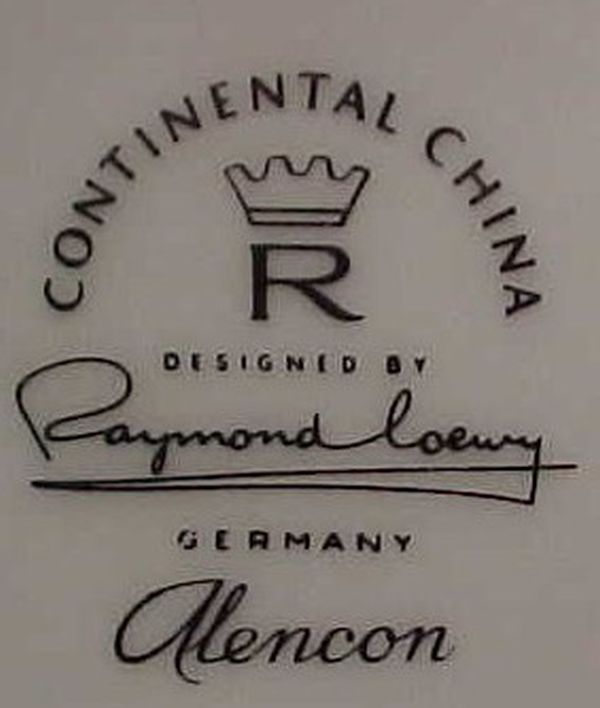 CONTINENTAL CHINA
R
DESIGNED BY
Raymond Loewy
GERMANY
Alencon